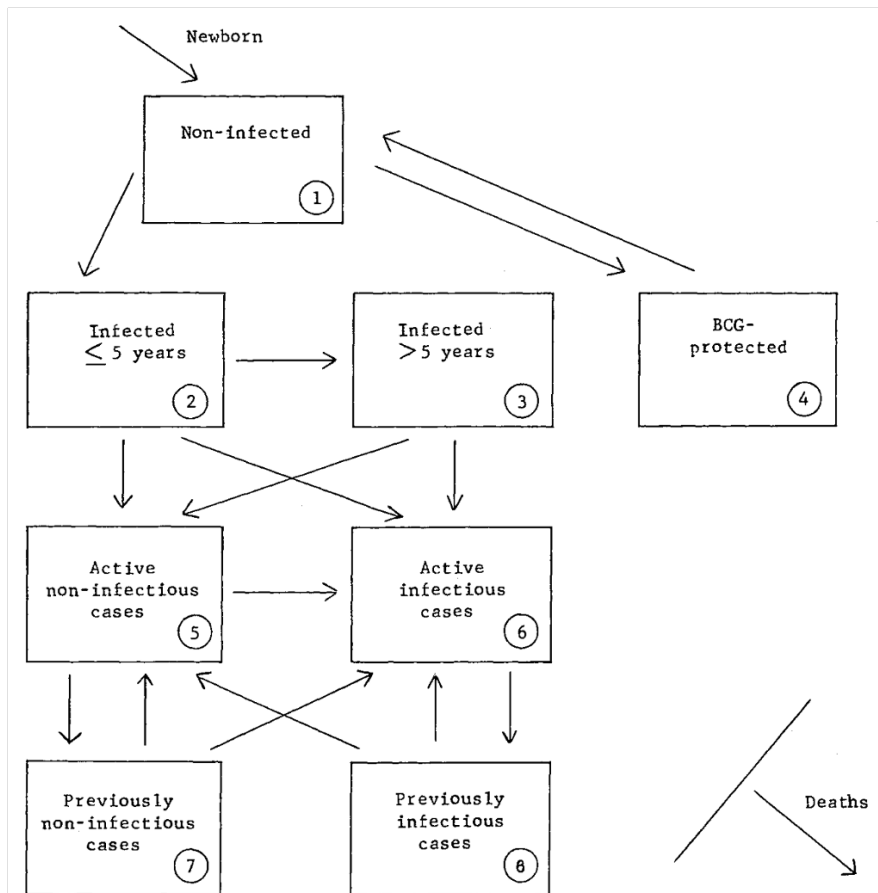 Newborn
Non-infected
1
Infected
≤ 5 years
2
Infected
> 5 years
3
BCG-
protected
4
Active
non-infectious
cases
5
Active
infectious
cases
6
Previously
non-infectious
cases
7
Previously
infectious
cases
8
Deaths